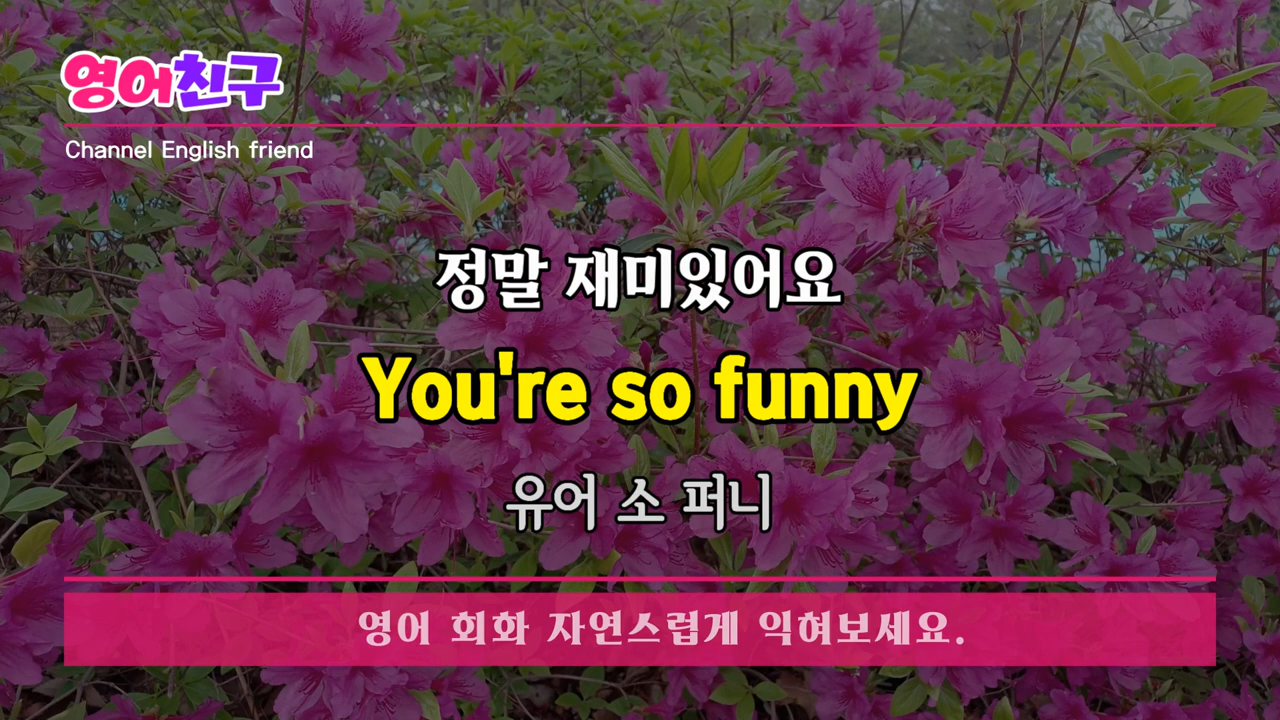 영어친구
Channel English friend
정말 재미있어요
You're so funny
유어 소 퍼니
영어 회화 자연스럽게 익혀보세요.